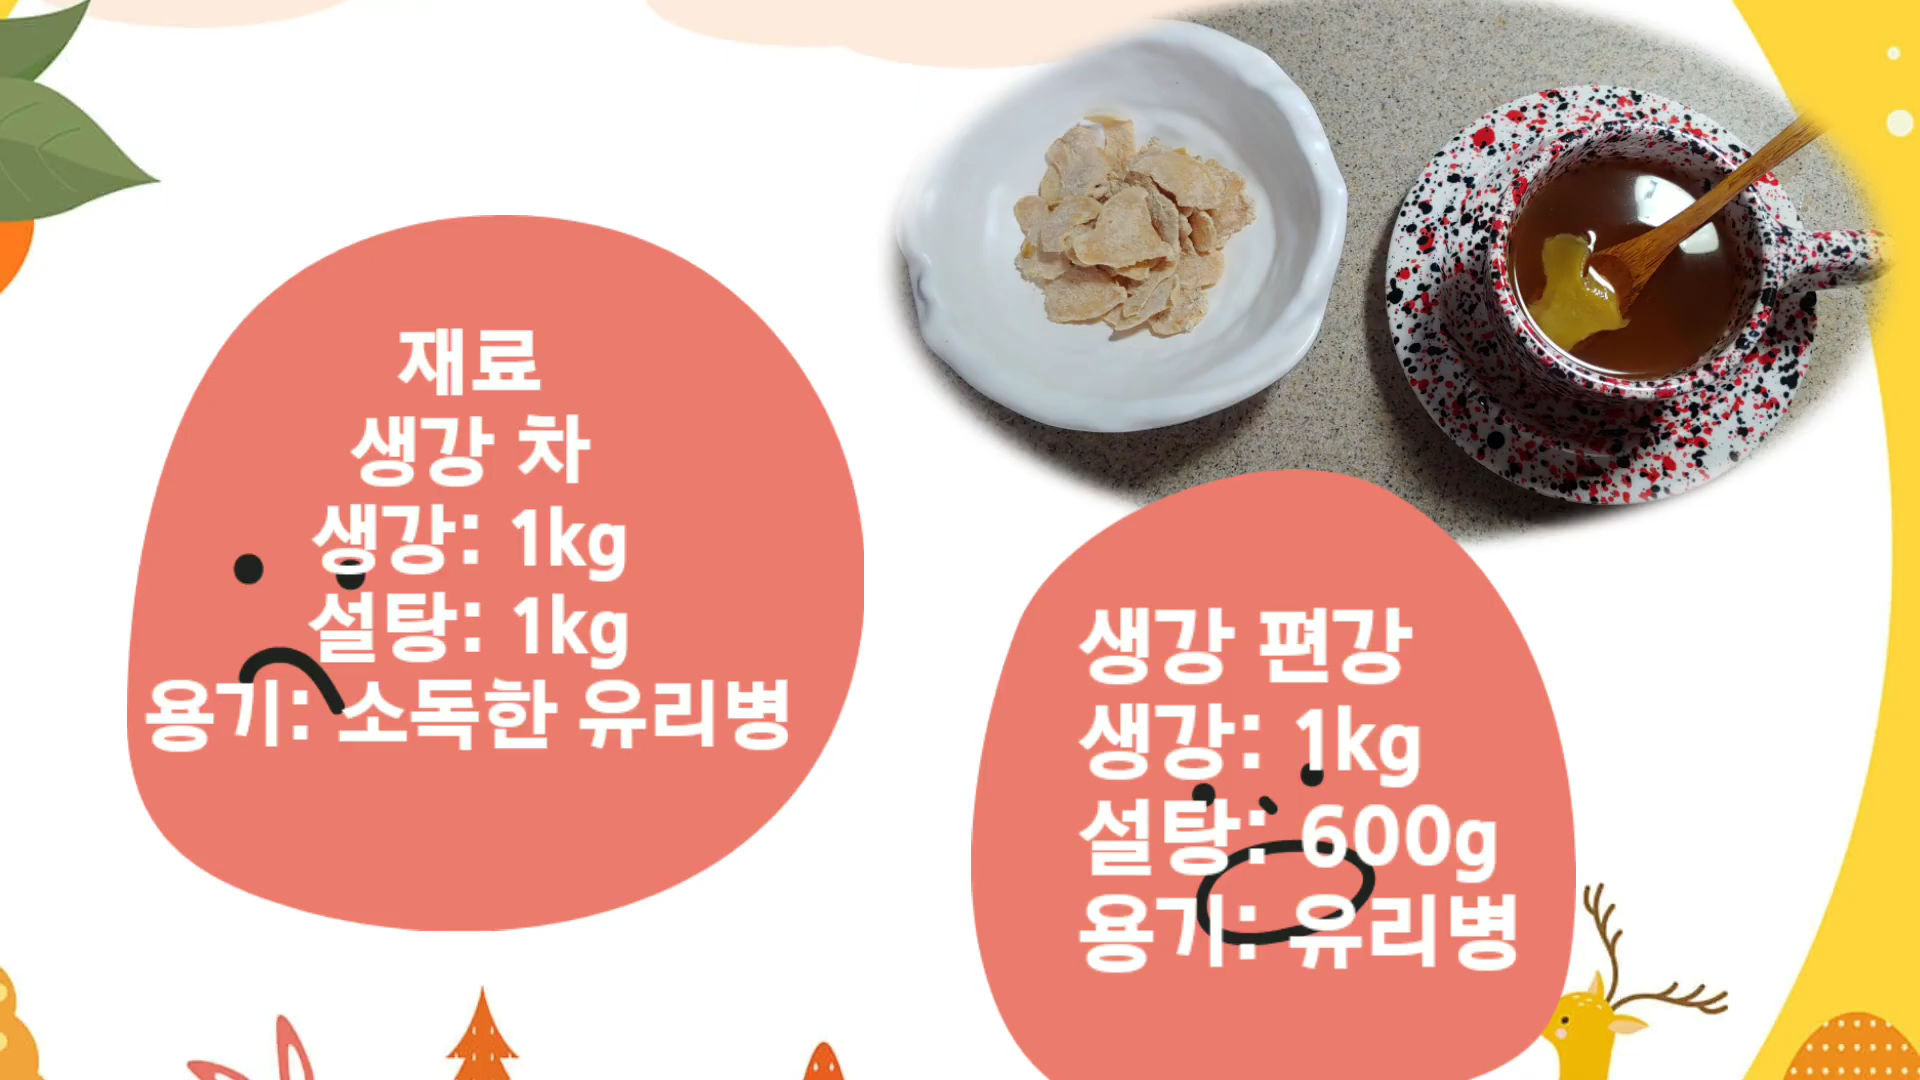 재료
생강 차
생강: 1kg
설탕: 1kg
용기: 소독한 유리병
생강 편강
생강: 1kg
설탕: 600g
용기: 유리병